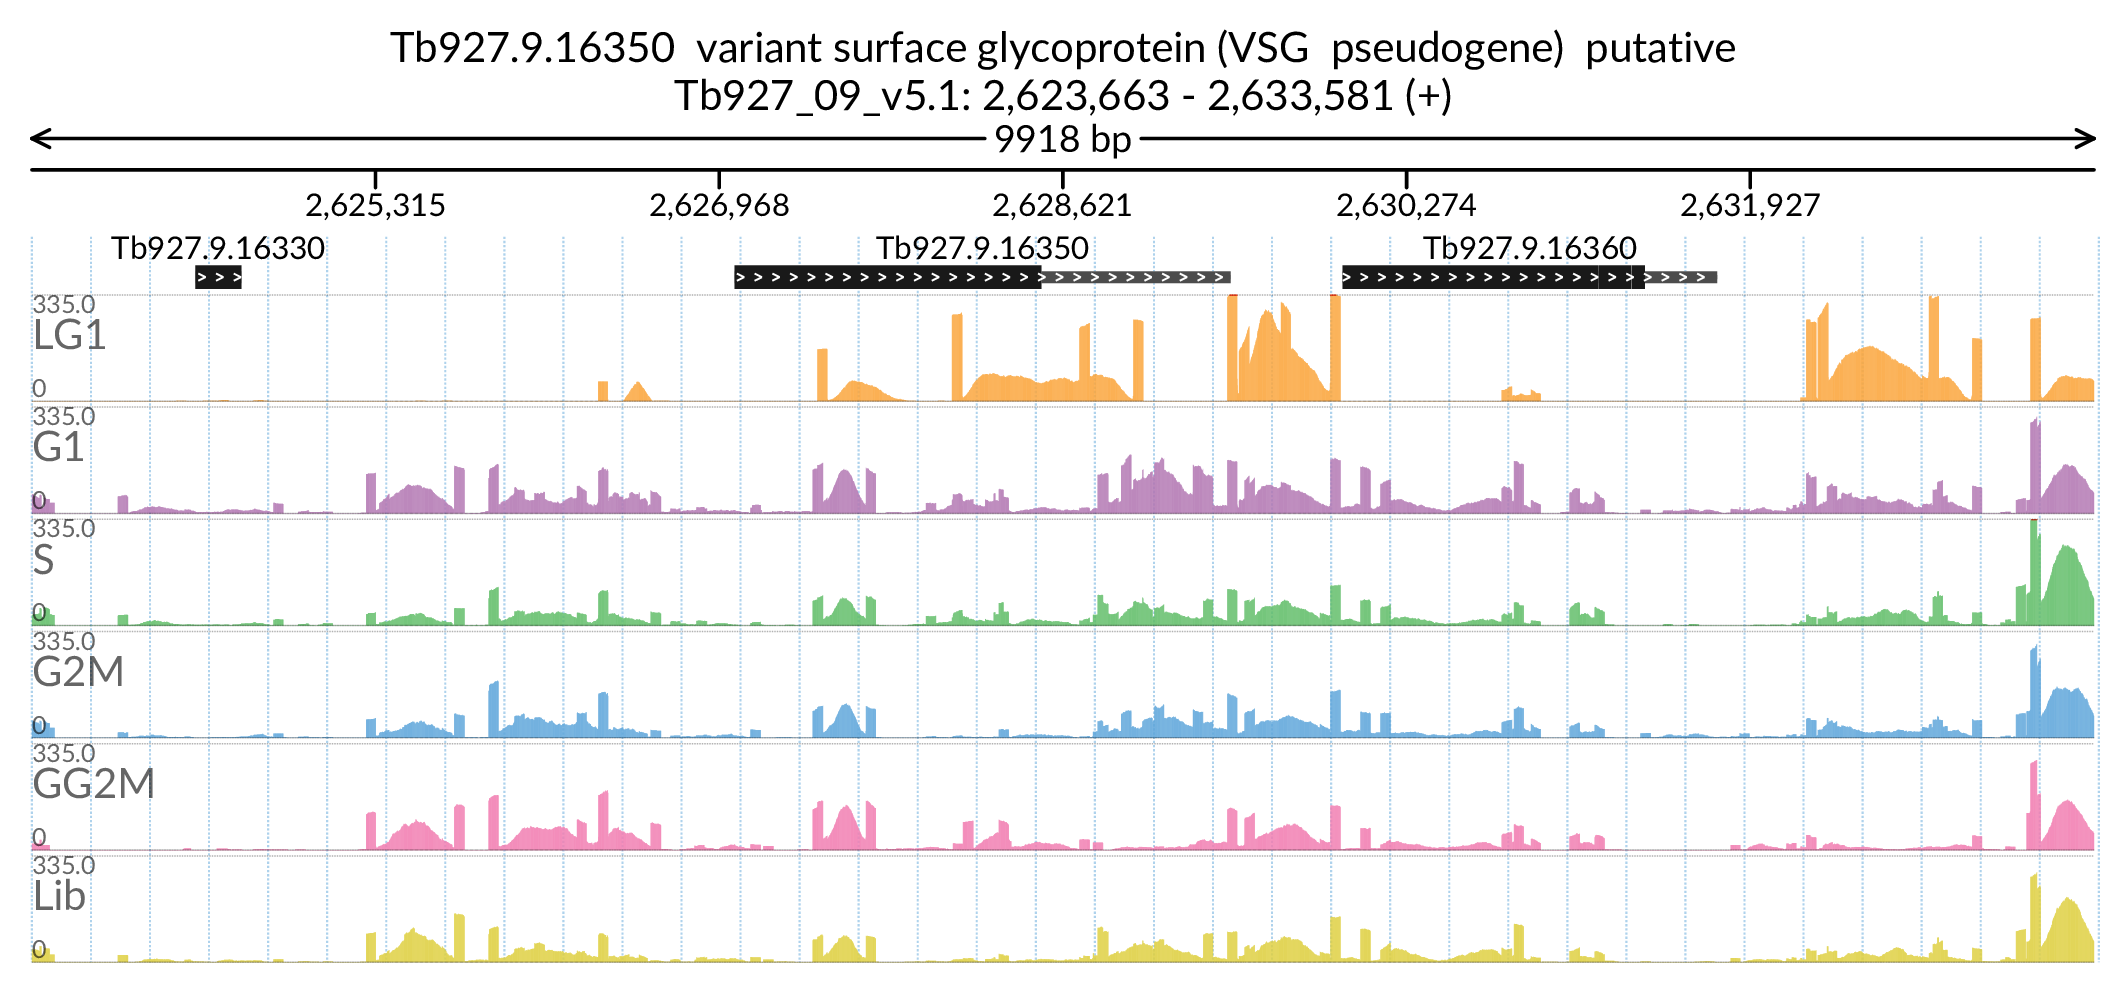 Tb927.9.16350  variant surface glycoprotein (VSG  pseudogene)  putative
Tb927_09_v5.1: 2,623,663 - 2,633,581 (+)
9918 bp
2,625,315 2,626,968 2,628,621 2,630,274 2,631,927
Tb927.9.16330 Tb927.9.16350 Tb927.9.16360
335.0
LG1
0
335.0
G1
0
335.0
S
0
335.0
G2M
0
335.0
GG2M
0
335.0
Lib
0